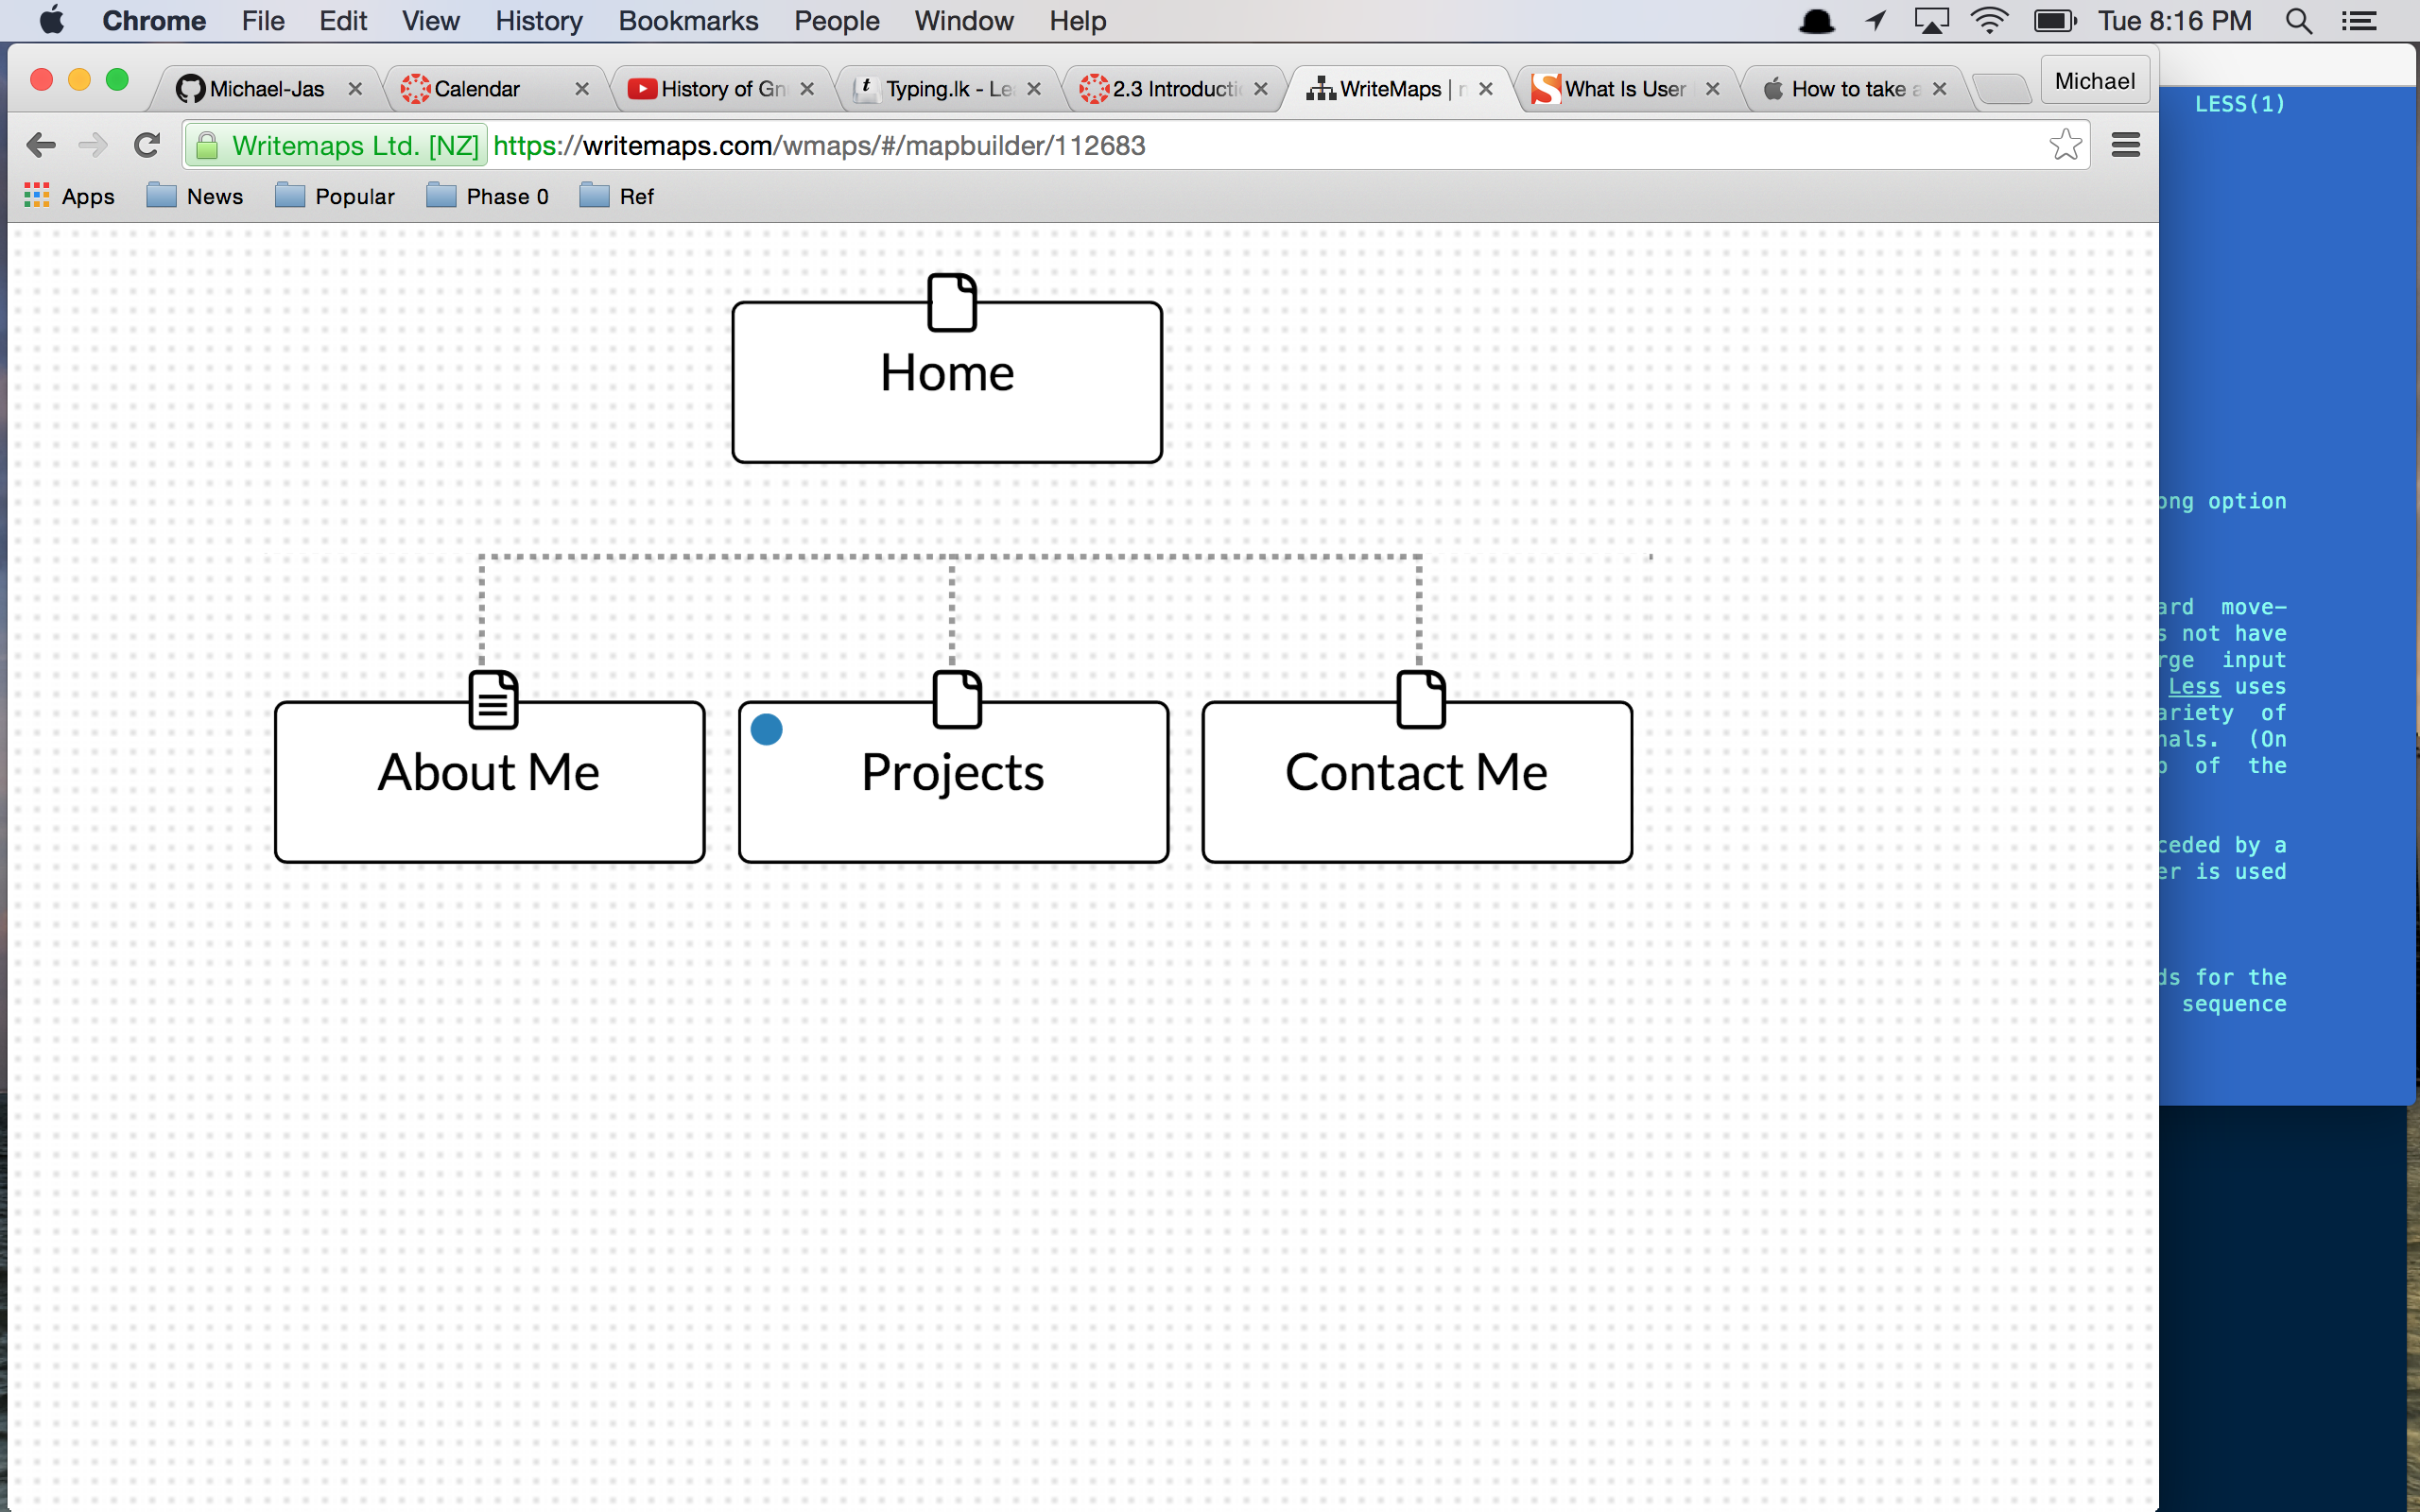 Chrome File Edit View History Bookmarks People Window Help Tue 8:16 PM
Michael-Jas Calendar History of Gn Typing.lk - Le 2.3 Introducti WriteMaps | What Is User How to take a Michael
Writemaps Ltd. [NZ] https://writemaps.com/wmaps/#/mapbuilder/112683
Apps News Popular Phase 0 Ref
Home
About Me Projects Contact Me
LESS(1)
ong option
ard move-
s not have
rge input
Less uses
ariety of
nals. (On
of the
ceded by a
er is used
ds for the
sequence